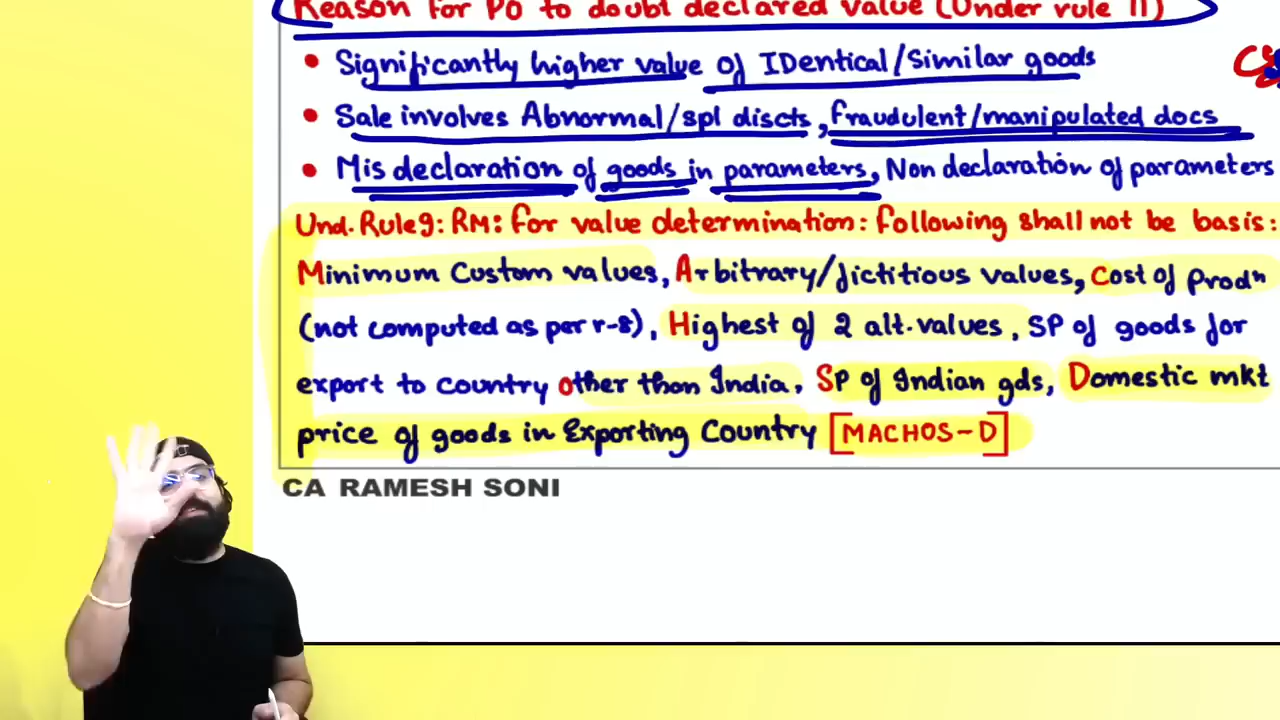 Reason for PO to doubt declared value (Under rule 11)
• Significantly higher value of IDentical/Similar goods
• Sale involves Abnormal/spl discts, fraudulent/manipulated docs
• Mis declaration of goods in parameters, Non declaration of parameters
Und. Rule 9: RM: For value determination: Following shall not be basis:
Minimum Custom values, Arbitrary/fictitious values, Cost of Prodⁿ
(not computed as per r-8), Highest of 2 alt. values, SP of goods for
export to country other than India, SP of Indian gds, Domestic mkt
price of goods in Exporting Country [MACHOS-D]
CA RAMESH SONI